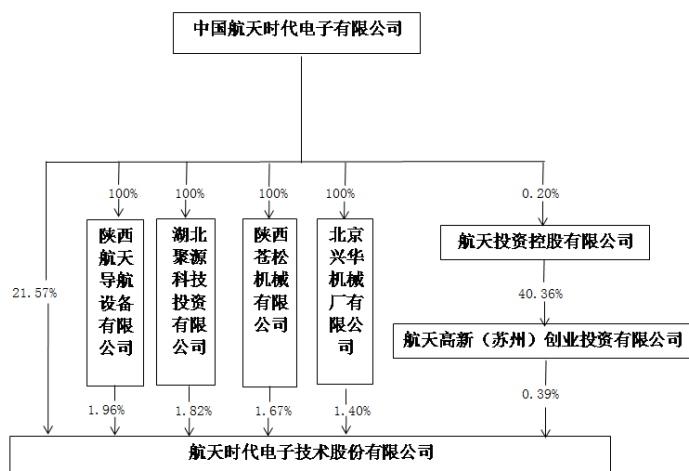 中国航天时代电子有限公司
100%
100%
100%
100%
0.20%
陕西
航天
导航
设备
有限
公司
湖北
聚源
科技
投资
有限
公司
陕西
苍松
机械
有限
公司
北京
兴华
机械
厂有
限公
司
航天投资控股有限公司
21.57%
40.36%
航天高新（苏州）创业投资有限公司
1.96%
1.82%
1.67%
1.40%
0.39%
航天时代电子技术股份有限公司